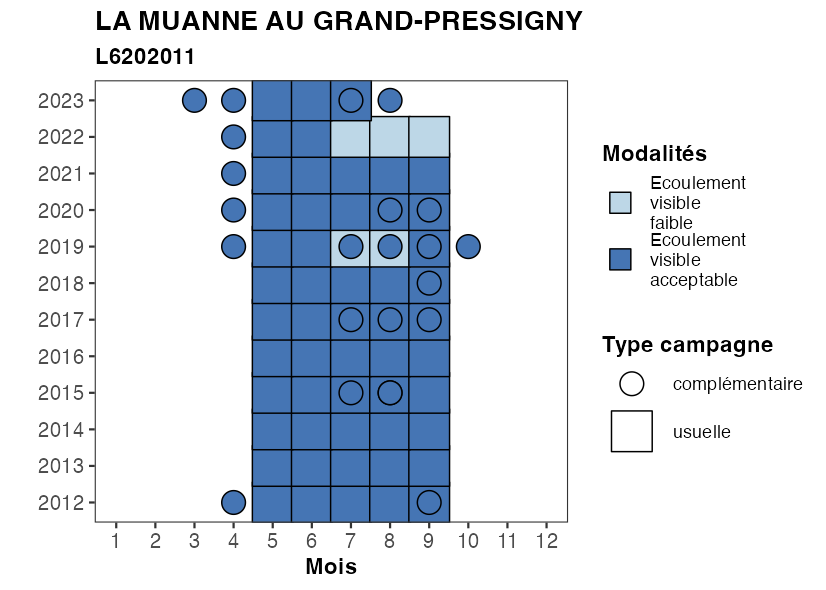 LA MUANNE AU GRAND-PRESSIGNY
L6202011
2023
2022
2021
2020
2019
2018
2017
2016
2015
2014
2013
2012
1 2 3 4 5 6 7 8 9 10 11 12
Mois
Modalités
Ecoulement
visible
faible
Ecoulement
visible
acceptable
Type campagne
complémentaire
usuelle